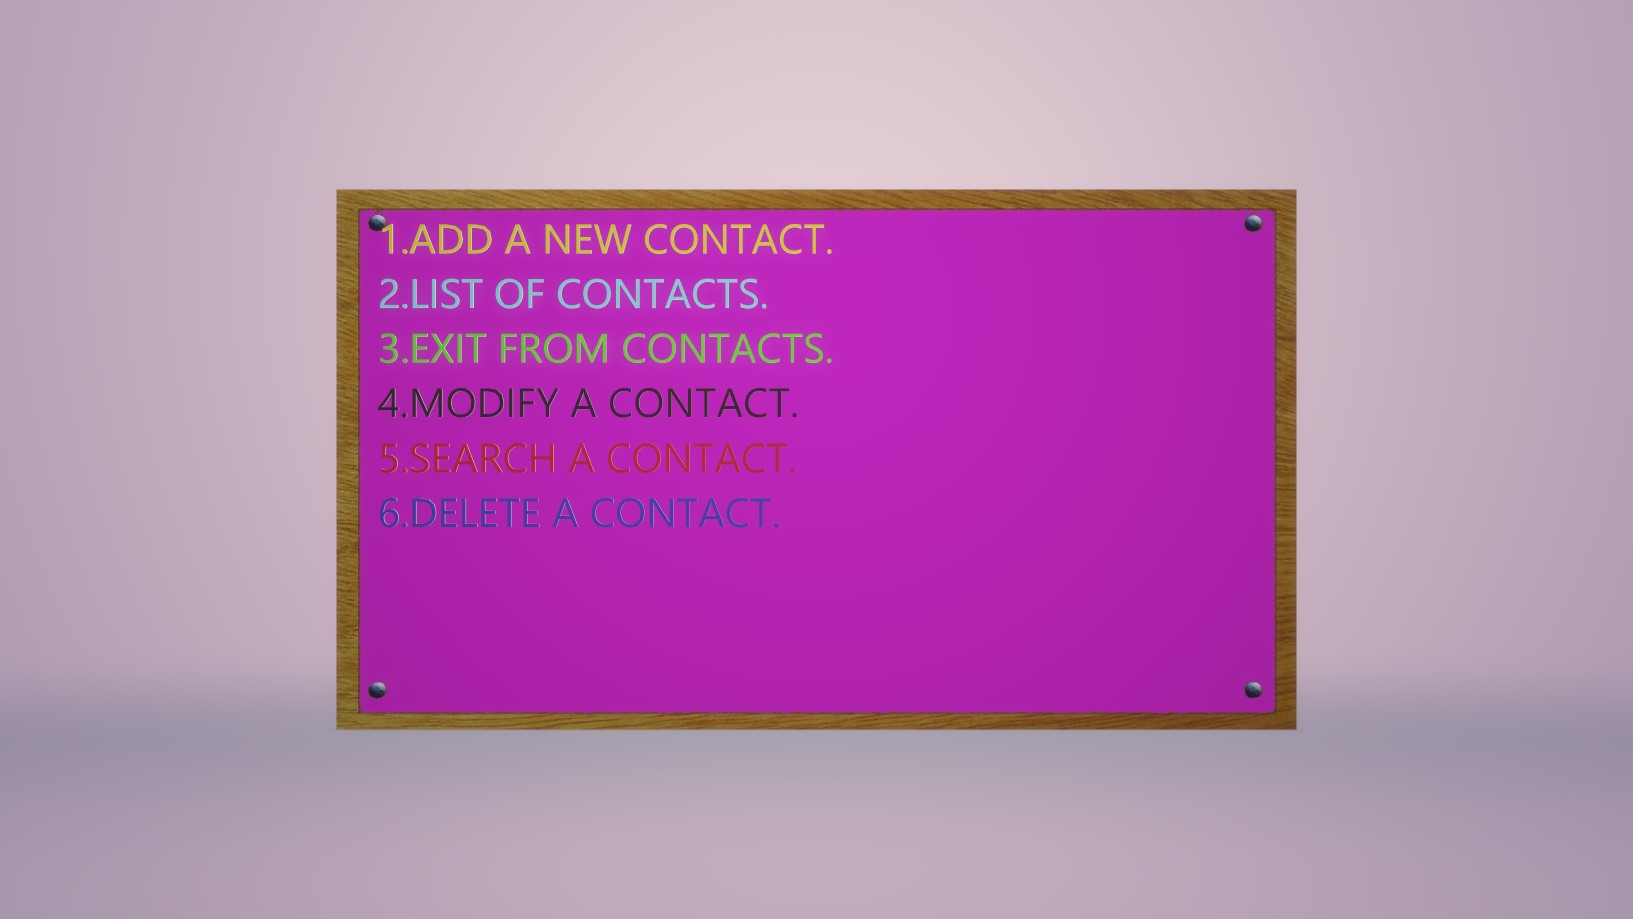 1.ADD A NEW CONTACT.
2.LIST OF CONTACTS.
3.EXIT FROM CONTACTS.
4.MODIFY A CONTACT.
5.SEARCH A CONTACT.
6.DELETE A CONTACT.